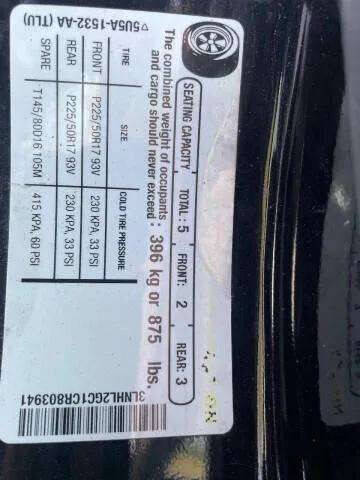 SEATING CAPACITY TOTAL: 5 FRONT: 2 REAR: 3
The combined weight of occupants and cargo should never exceed: 396 kg or 875 lbs.
TIRE SIZE COLD TIRE PRESSURE
FRONT P225/50R17 93V 230 KPA, 33 PSI
REAR P225/50R17 93V 230 KPA, 33 PSI
SPARE T145/80D16 105M 415 KPA, 60 PSI
5U5A-1532-AA (TLU) 3LNHL2GC1CR803941